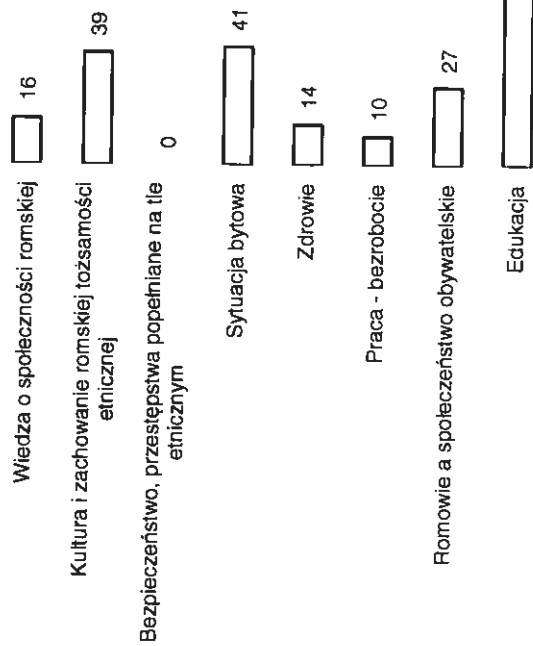 Wiedza o społeczności romskiej 16
Kultura i zachowanie romskiej tożsamości 39
etnicznej
Bezpieczeństwo, przestępstwa popełniane na tle 0
etnicznym
Sytuacja bytowa 41
Zdrowie 14
Praca - bezrobocie 10
Romowie a społeczeństwo obywatelskie 27
Edukacja